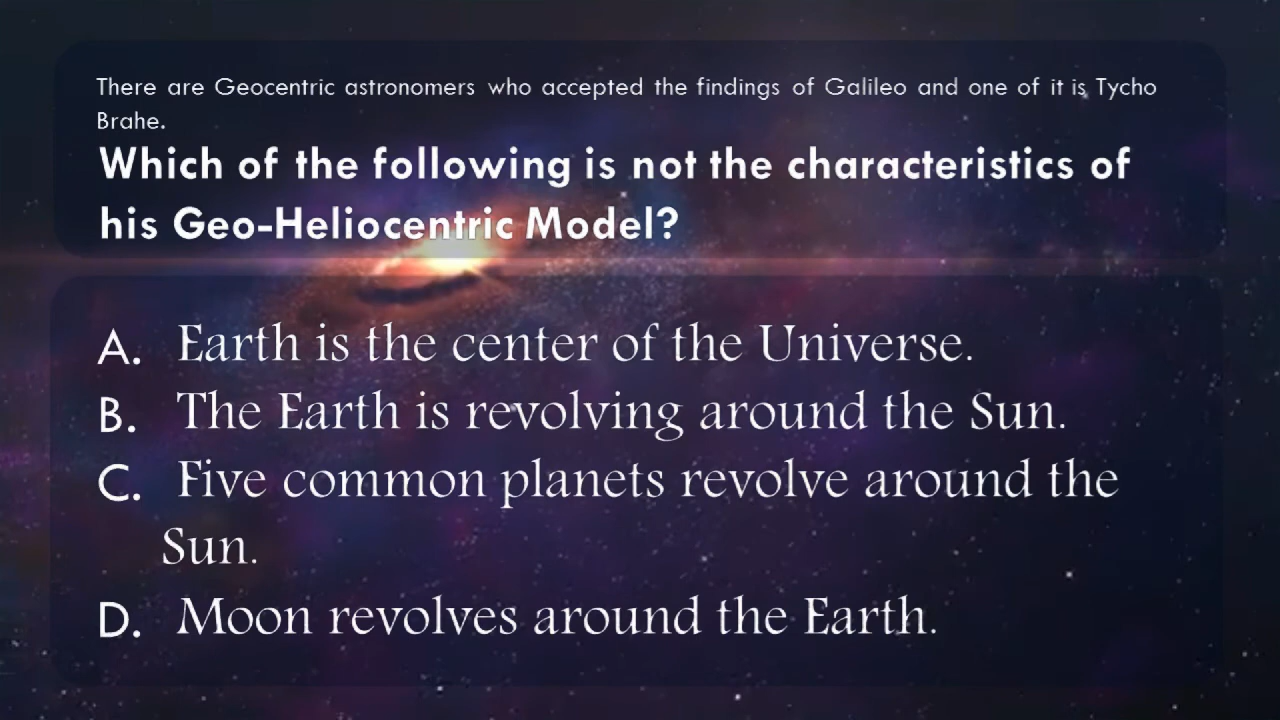 There are Geocentric astronomers who accepted the findings of Galileo and one of it is Tycho
Brahe.
Which of the following is not the characteristics of
his Geo-Heliocentric Model?
A. Earth is the center of the Universe.
B. The Earth is revolving around the Sun.
C. Five common planets revolve around the
Sun.
D. Moon revolves around the Earth.